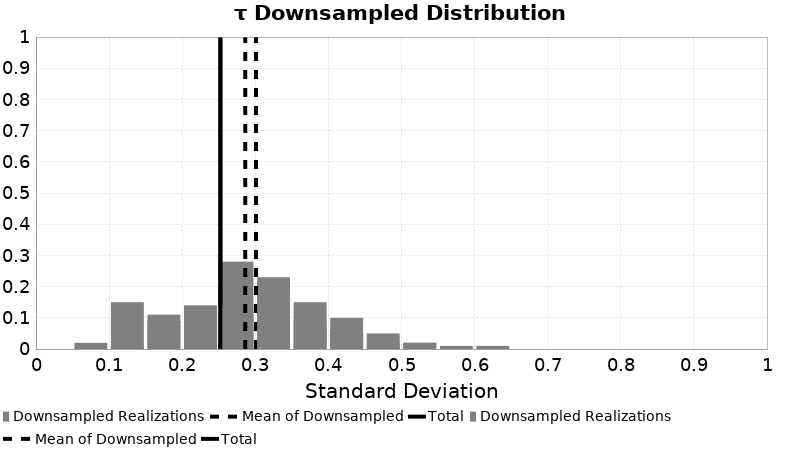 τ Downsampled Distribution
1
0.9
0.8
0.7
0.6
0.5
0.4
0.3
0.2
0.1
0
0 0.1 0.2 0.3 0.4 0.5 0.6 0.7 0.8 0.9 1
Standard Deviation
Downsampled Realizations Mean of Downsampled Total Downsampled Realizations
Mean of Downsampled Total